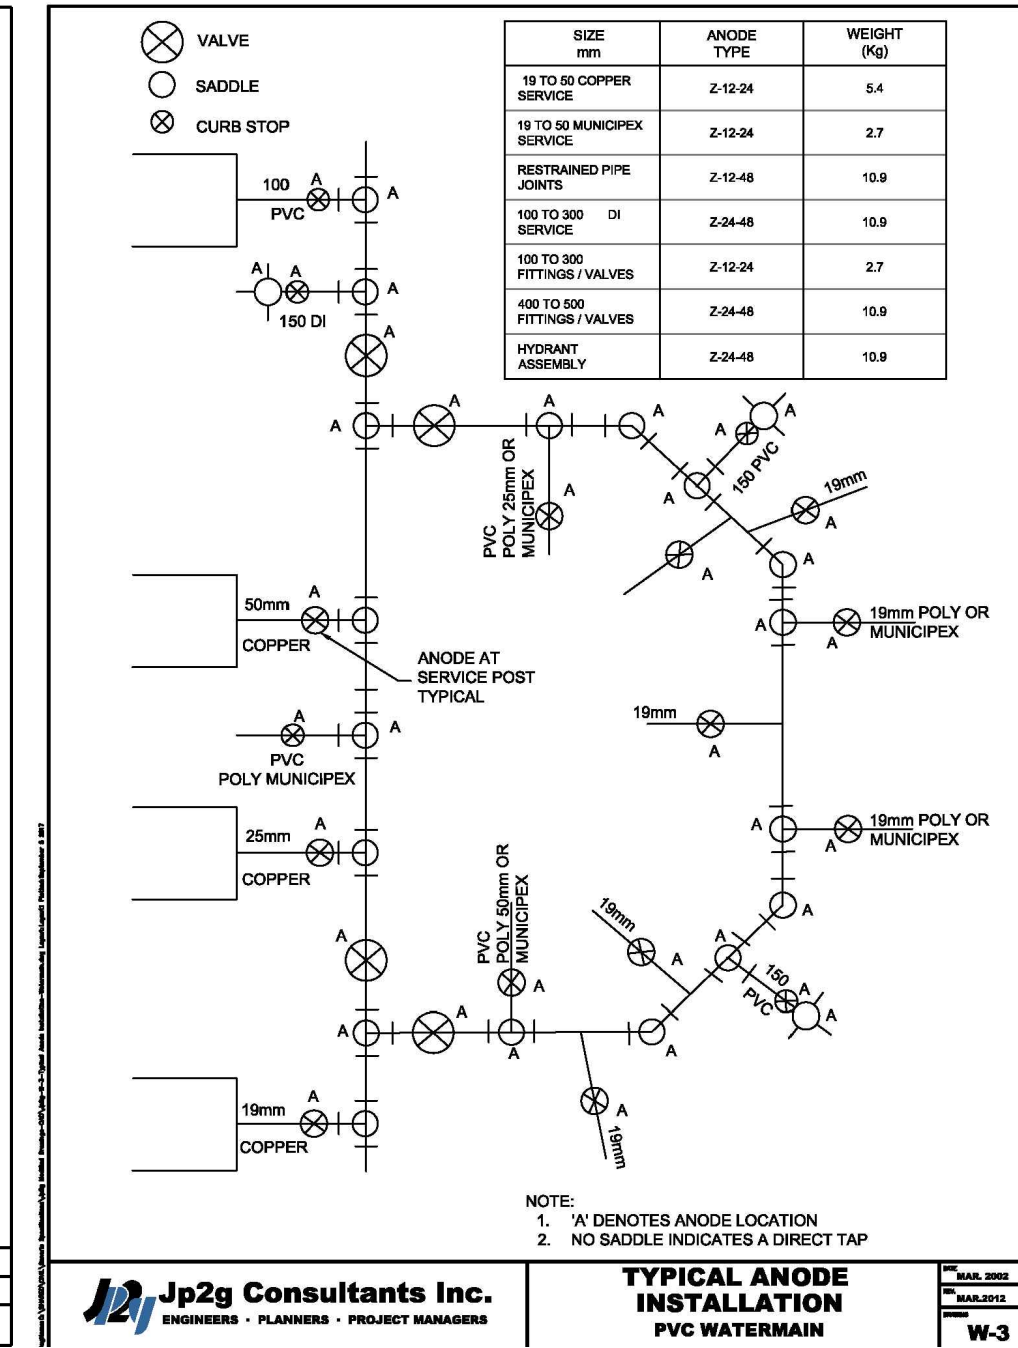 VALVE
SADDLE
CURB STOP
SIZE mm
ANODE TYPE
WEIGHT (Kg)
19 TO 50 COPPER SERVICE
Z-12-24
5.4
19 TO 50 MUNICIPEX SERVICE
Z-12-24
2.7
RESTRAINED PIPE JOINTS
Z-12-48
10.9
100 TO 300 DI SERVICE
Z-24-48
10.9
100 TO 300 FITTINGS / VALVES
Z-12-24
2.7
400 TO 500 FITTINGS / VALVES
Z-24-48
10.9
HYDRANT ASSEMBLY
Z-24-48
10.9
100
A
PVC
A
A
A
A
150 DI
A
A
A
A
A
A
A
A
150 PVC
A
PVC
POLY 25mm OR
MUNICIPEX
A
19mm
A
A
A
50mm
A
COPPER
ANODE AT
SERVICE POST
TYPICAL
A
19mm POLY OR
MUNICIPEX
A
19mm
A
A
A
PVC
POLY MUNICIPEX
25mm
A
COPPER
A
19mm POLY OR
MUNICIPEX
A
A
PVC
POLY 50mm OR
MUNICIPEX
A
19mm
A
A
150
PVC
A
A
A
A
A
A
19mm
19mm
A
COPPER
NOTE:
1. 'A' DENOTES ANODE LOCATION
2. NO SADDLE INDICATES A DIRECT TAP
Jp2g
Jp2g Consultants Inc.
ENGINEERS · PLANNERS · PROJECT MANAGERS
TYPICAL ANODE
INSTALLATION
PVC WATERMAIN
DATE
MAR. 2002
REV.
MAR.2012
W-3